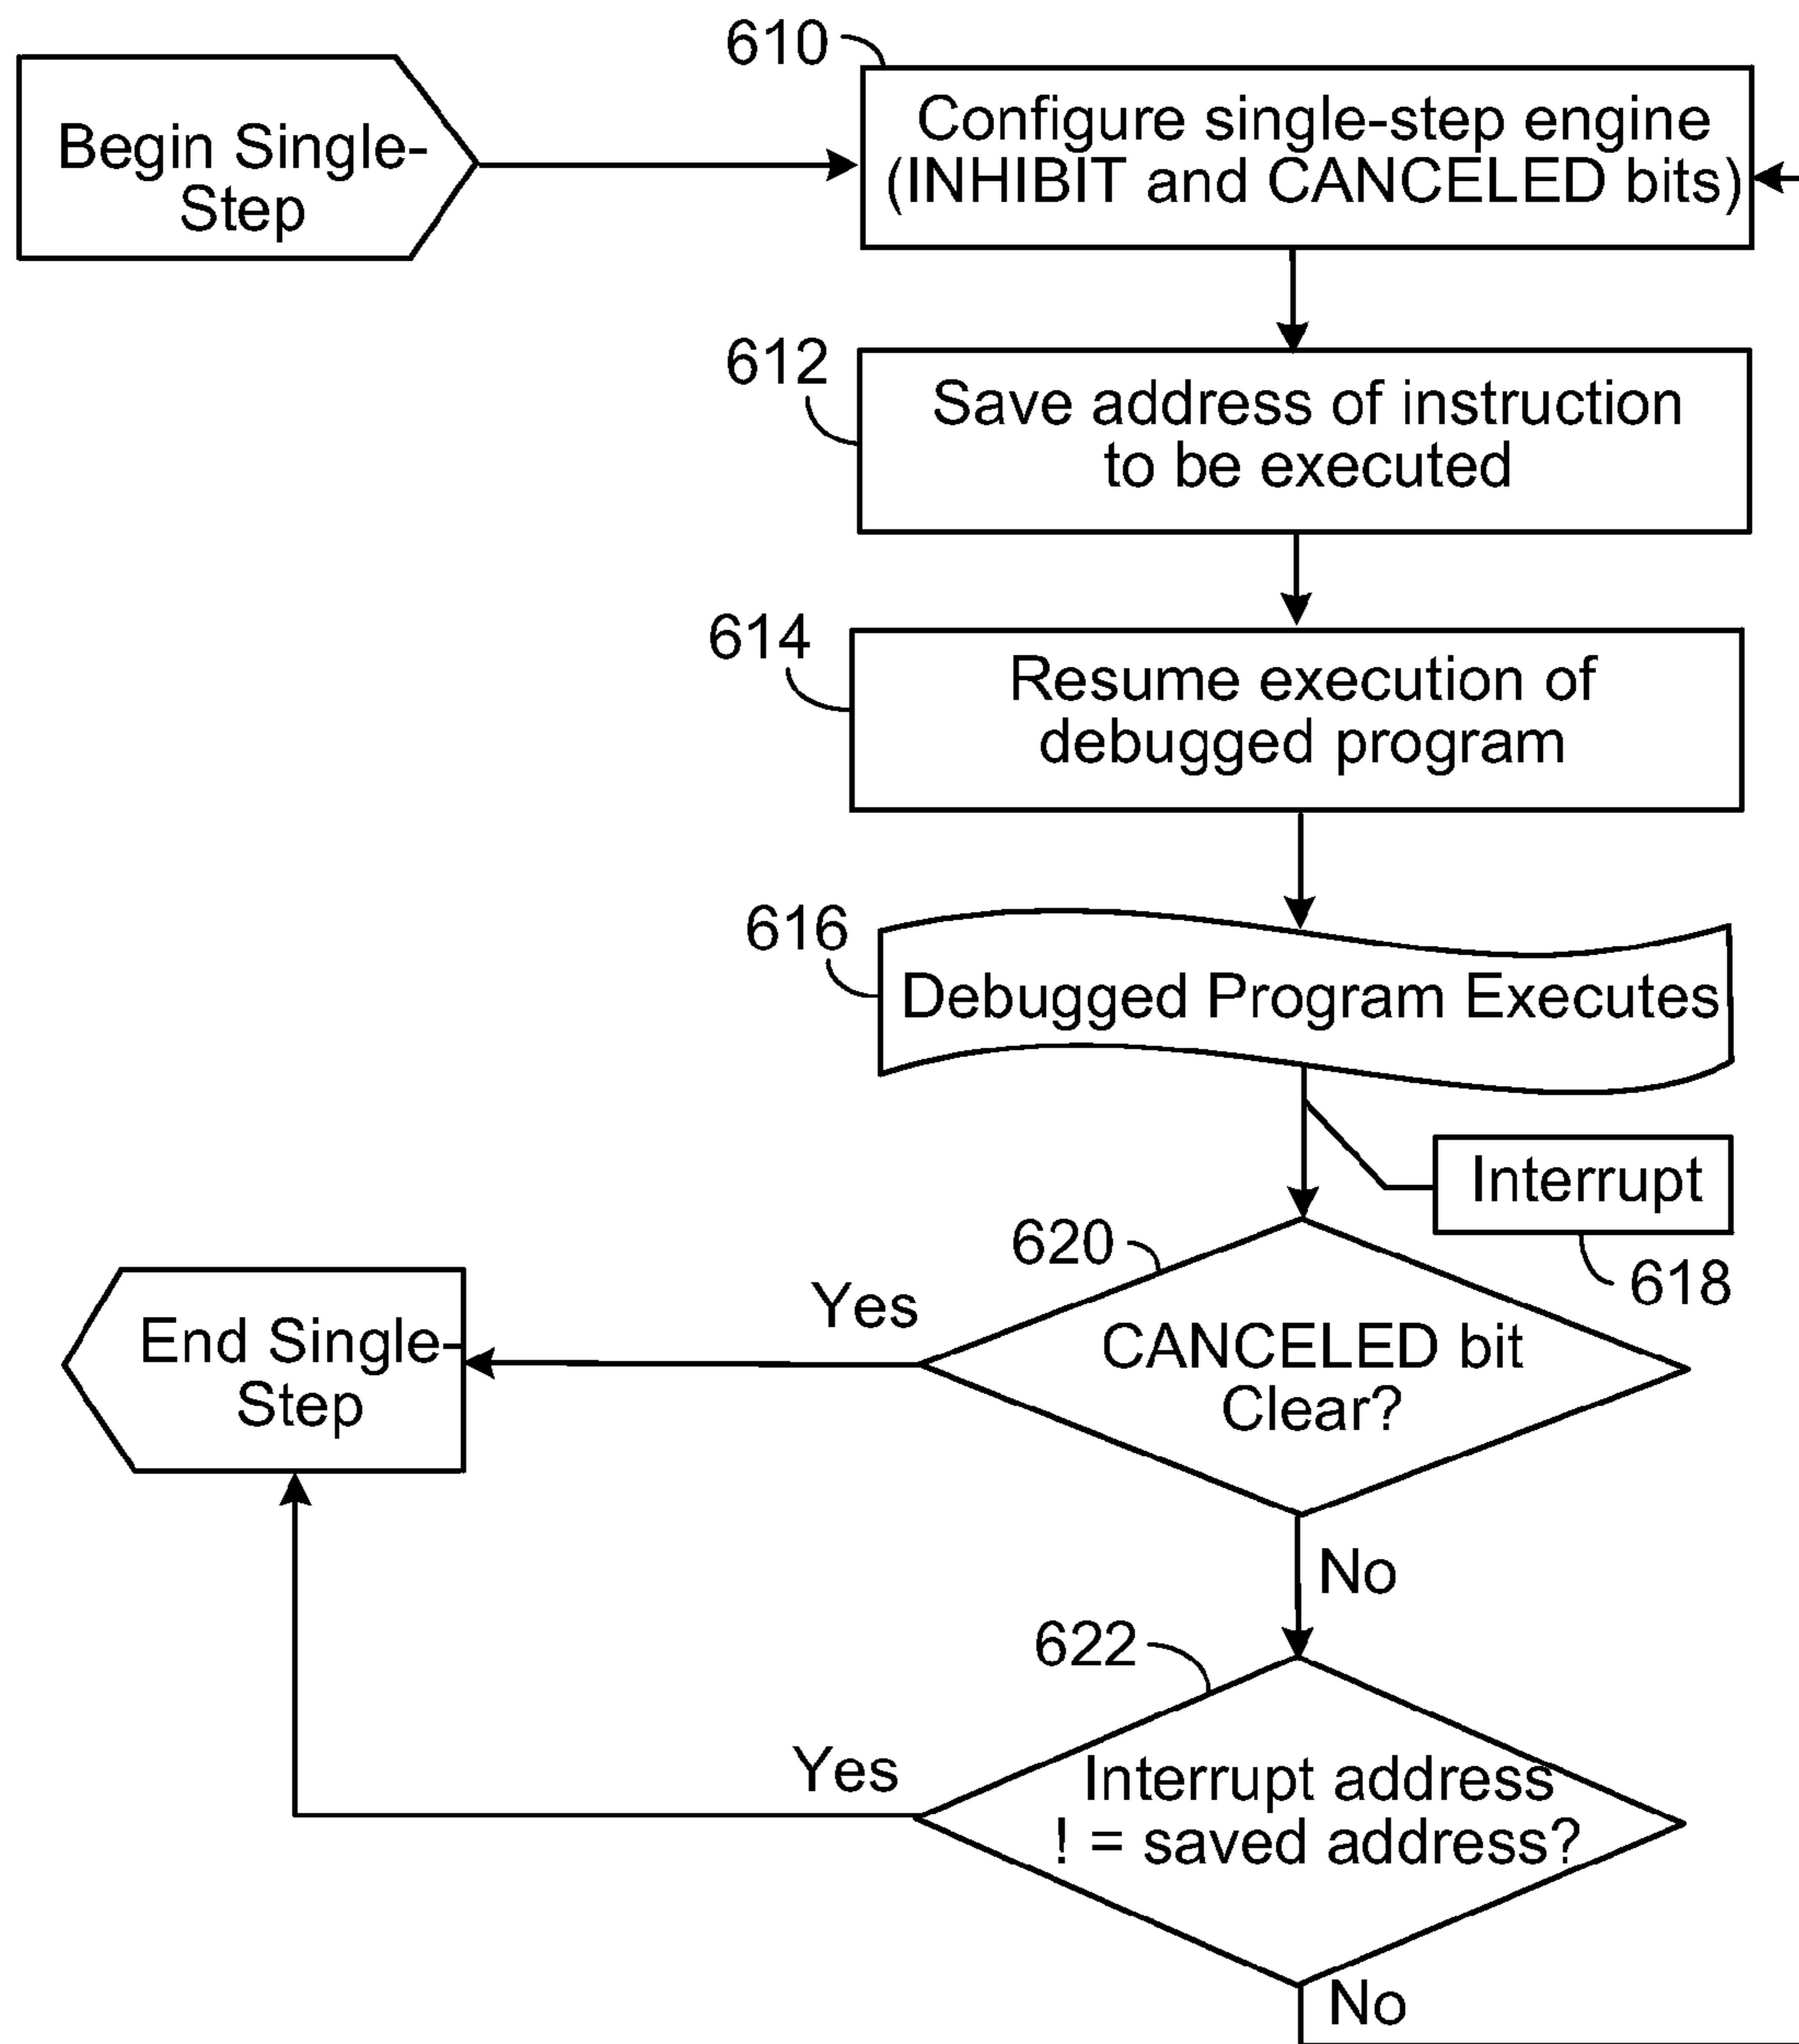 610
Begin Single-
Step
Configure single-step engine
(INHIBIT and CANCELED bits)
612
Save address of instruction
to be executed
614
Resume execution of
debugged program
616
Debugged Program Executes
Interrupt
618
620
Yes
CANCELED bit
Clear?
End Single-
Step
No
622
Yes
Interrupt address
! = saved address?
No